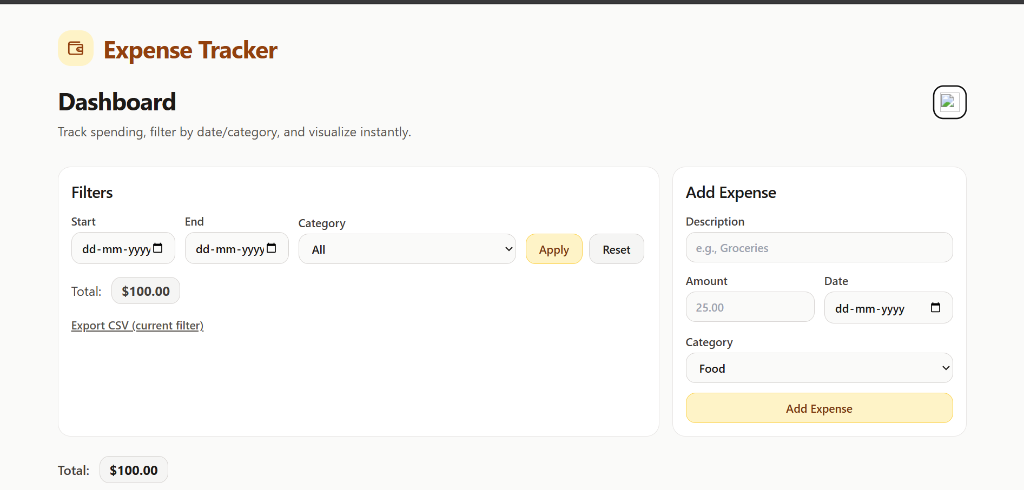 Expense Tracker
Dashboard
Track spending, filter by date/category, and visualize instantly.
Filters
Start
End
Category
dd-mm-yyyy
dd-mm-yyyy
All
Apply
Reset
Total: $100.00
Export CSV (current filter)
Add Expense
Description
e.g., Groceries
Amount
Date
25.00
dd-mm-yyyy
Category
Food
Add Expense
Total: $100.00